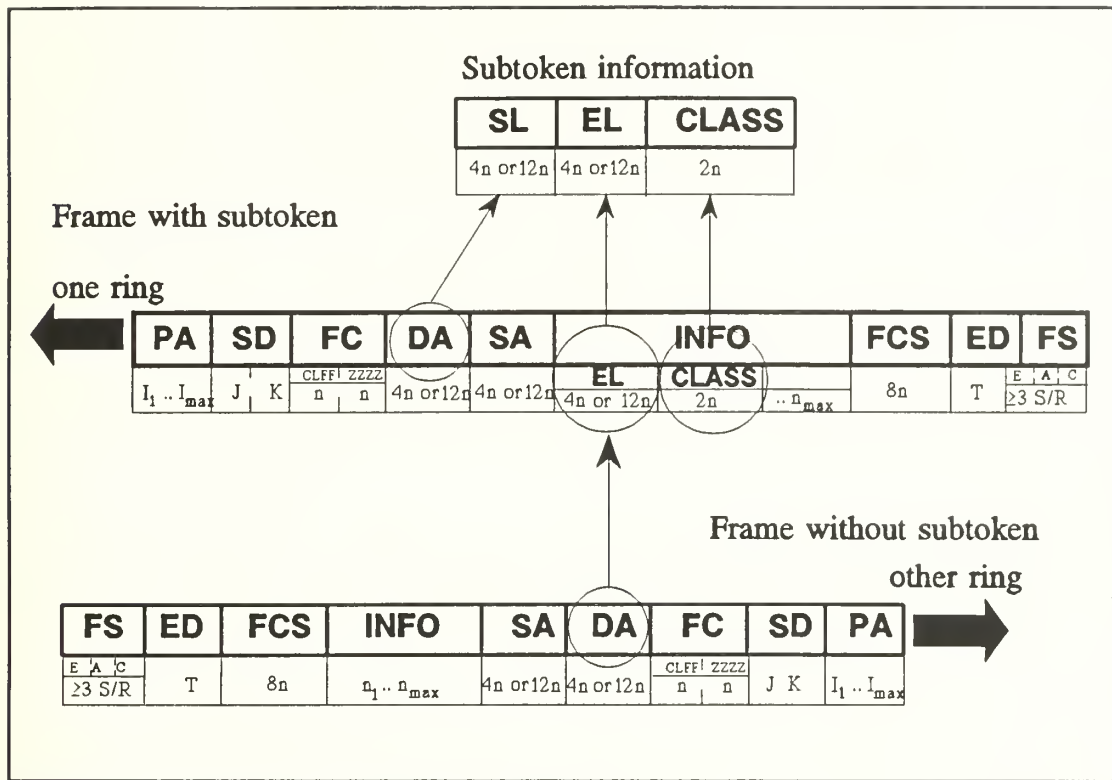 Subtoken information
SL EL CLASS
4n or12n 4n or12n 2n
Frame with subtoken
one ring
PA SD FC DA SA INFO FCS ED FS
I1 .. Imax J K CLFF ZZZZ n n 4n or12n 4n or12n EL 4n or 12n CLASS 2n .. nmax 8n T E A C ≥3 S/R
Frame without subtoken
other ring
FS ED FCS INFO SA DA FC SD PA
E A C ≥3 S/R T 8n n1 .. nmax 4n or12n 4n or12n CLFF ZZZZ n n J K I1 .. Imax